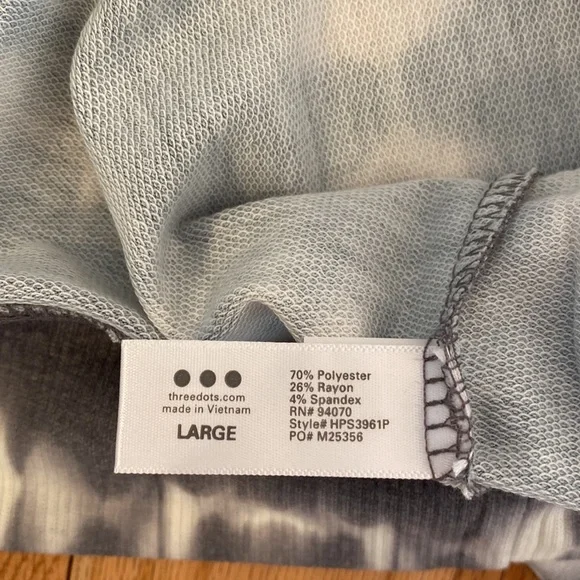 threedots.com
made in Vietnam
LARGE
70% Polyester
26% Rayon
4% Spandex
RN# 94070
Style# HPS3961P
PO# M25356